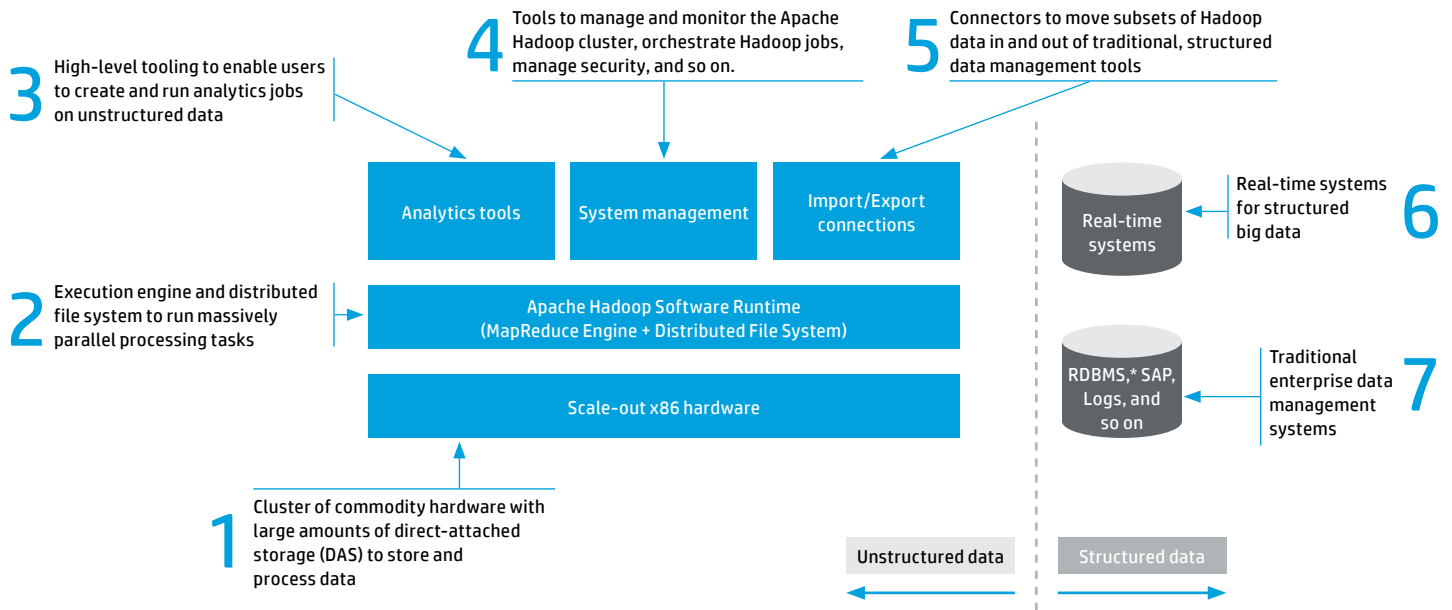 4
Tools to manage and monitor the Apache
Hadoop cluster, orchestrate Hadoop jobs,
manage security, and so on.
5
Connectors to move subsets of Hadoop
data in and out of traditional, structured
data management tools
3
High-level tooling to enable users
to create and run analytics jobs
on unstructured data
Analytics tools
System management
Import/Export
connections
Real-time
systems
Real-time systems
for structured
big data
6
2
Execution engine and distributed
file system to run massively
parallel processing tasks
Apache Hadoop Software Runtime
(MapReduce Engine + Distributed File System)
Scale-out x86 hardware
RDBMS,* SAP,
Logs, and
so on
Traditional
enterprise data
management
systems
7
1
Cluster of commodity hardware with
large amounts of direct-attached
storage (DAS) to store and
process data
Unstructured data
Structured data